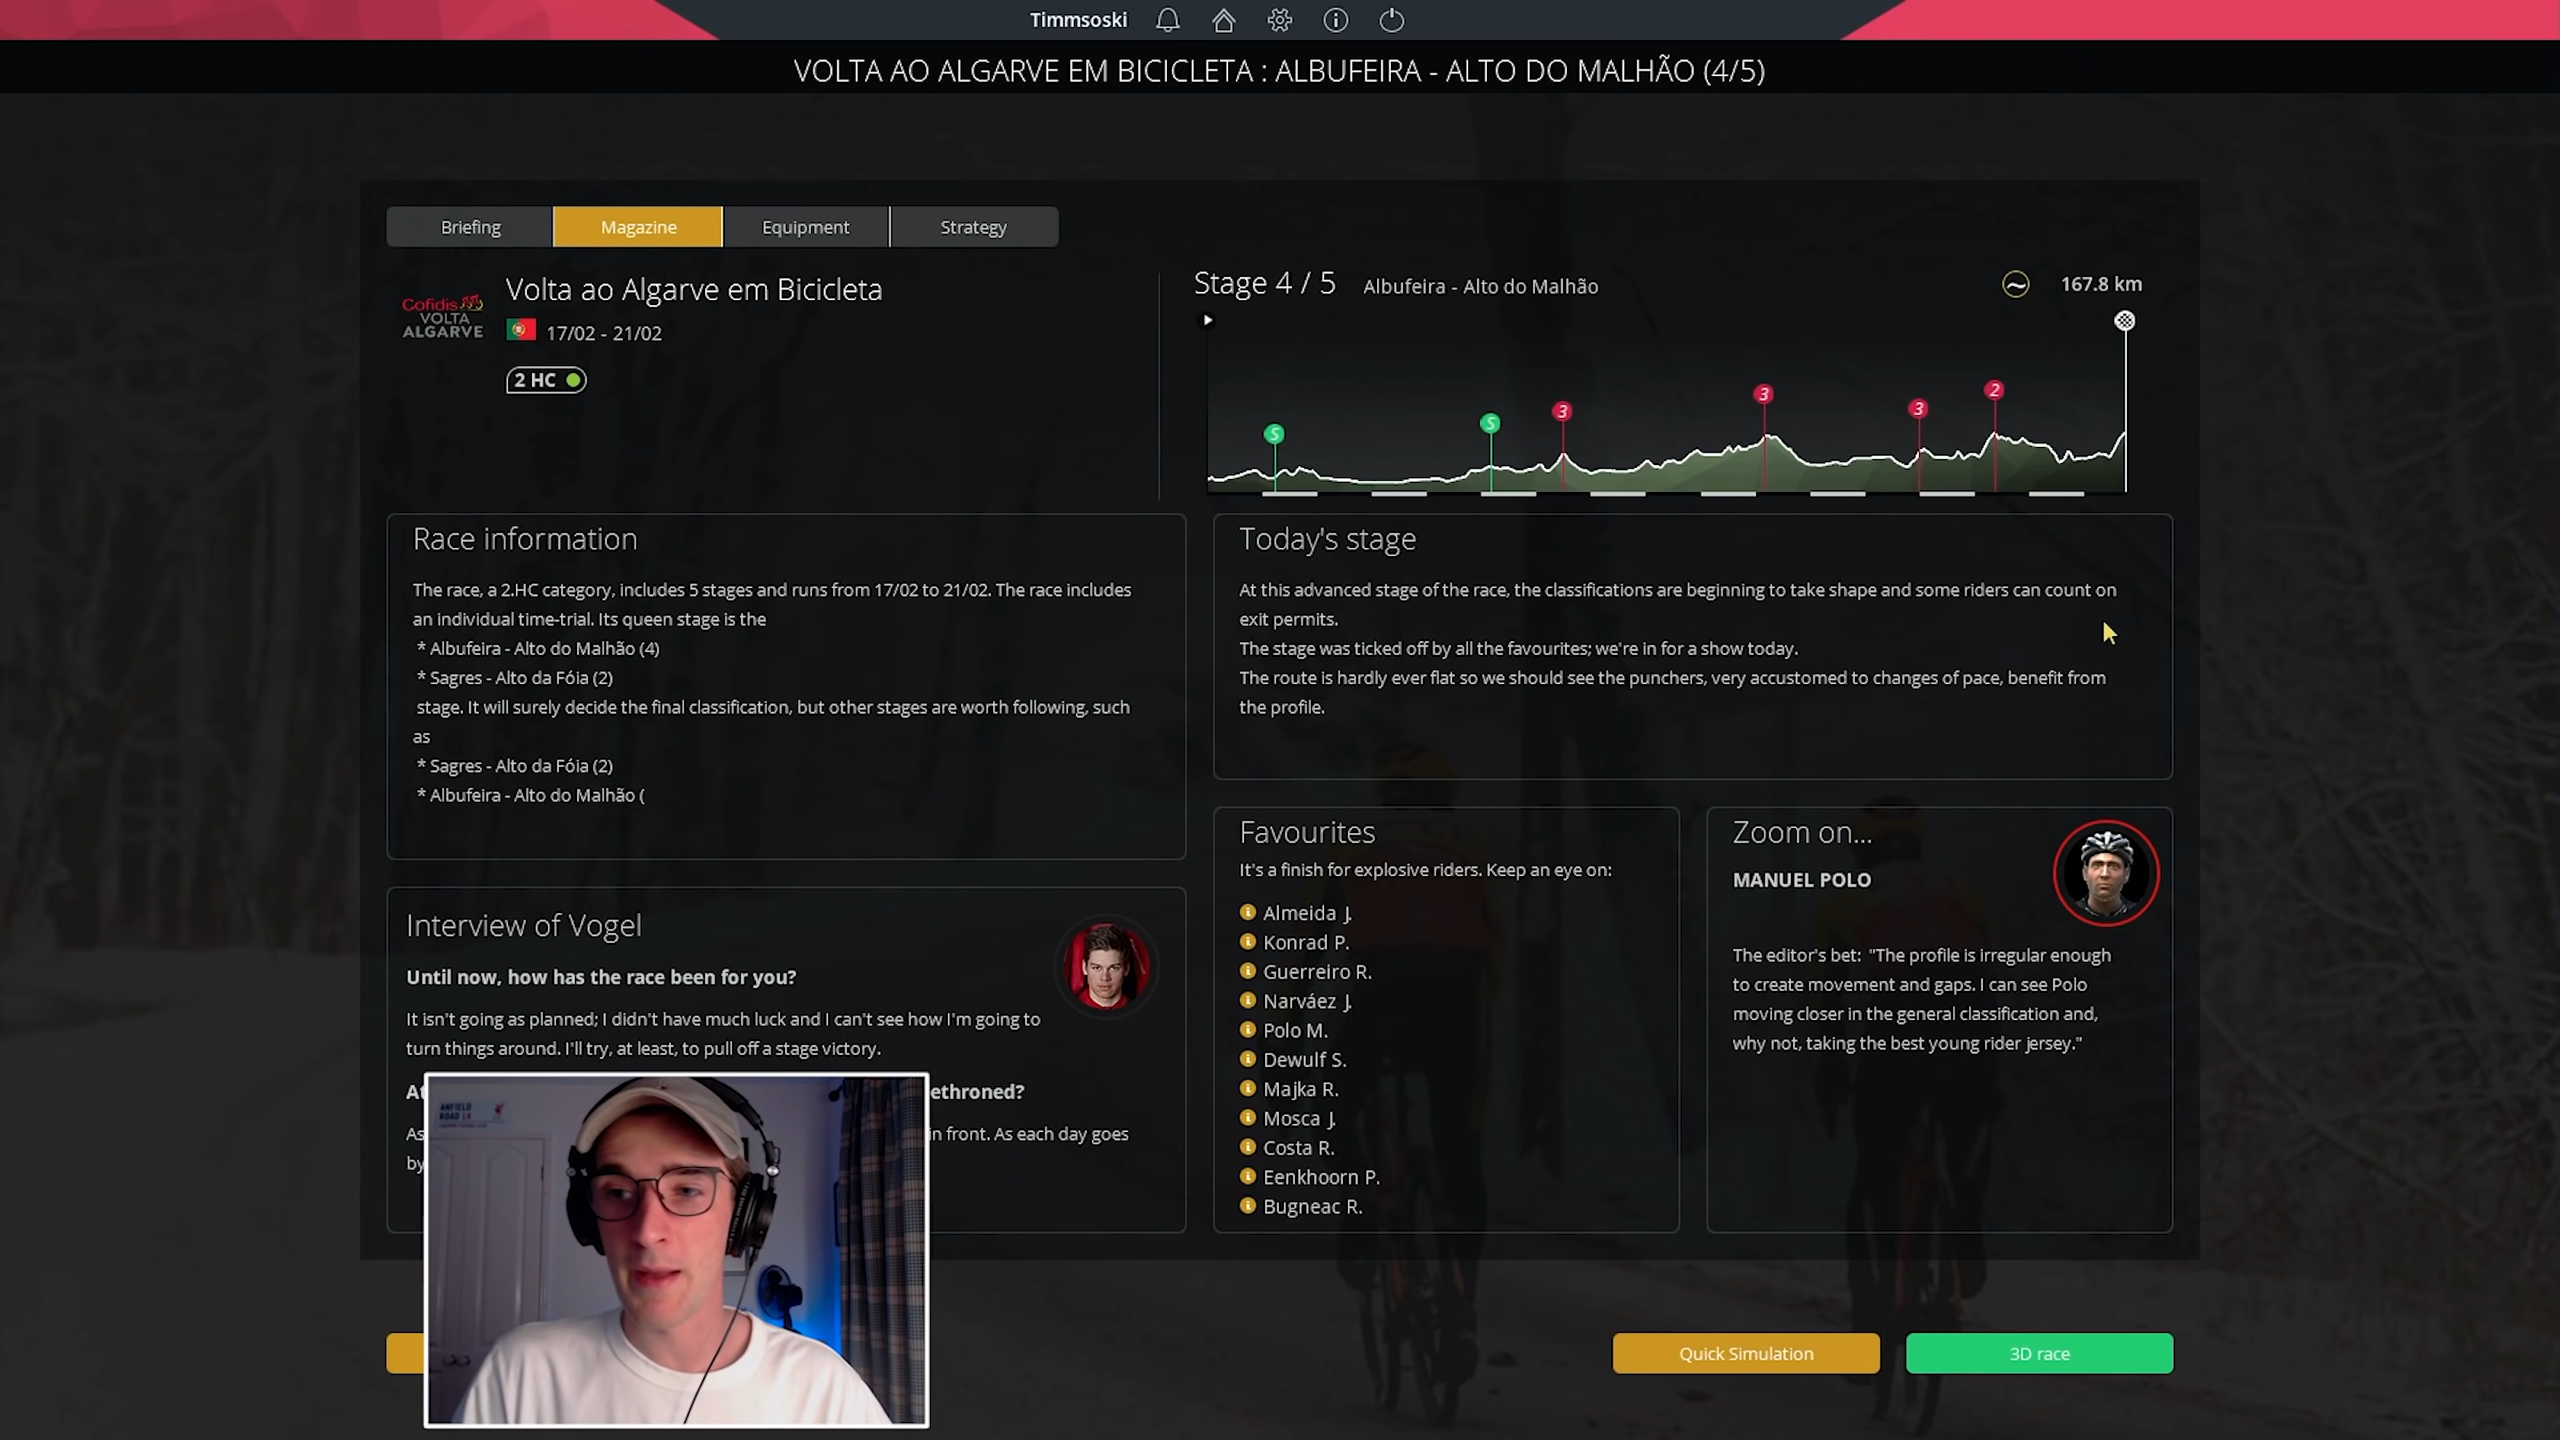 Timmsoski
VOLTA AO ALGARVE EM BICICLETA : ALBUFEIRA - ALTO DO MALHÃO (4/5)
Briefing
Magazine
Equipment
Strategy
Cofidis
VOLTA
ALGARVE
Volta ao Algarve em Bicicleta
17/02 - 21/02
2 HC
Stage 4 / 5
Albufeira - Alto do Malhão
167.8 km
S
S
3
3
3
2
Race information
The race, a 2.HC category, includes 5 stages and runs from 17/02 to 21/02. The race includes
an individual time-trial. Its queen stage is the
* Albufeira - Alto do Malhão (4)
* Sagres - Alto da Fóia (2)
stage. It will surely decide the final classification, but other stages are worth following, such
as
* Sagres - Alto da Fóia (2)
* Albufeira - Alto do Malhão (
Today's stage
At this advanced stage of the race, the classifications are beginning to take shape and some riders can count on
exit permits.
The stage was ticked off by all the favourites; we're in for a show today.
The route is hardly ever flat so we should see the punchers, very accustomed to changes of pace, benefit from
the profile.
Interview of Vogel
Until now, how has the race been for you?
It isn't going as planned; I didn't have much luck and I can't see how I'm going to
turn things around. I'll try, at least, to pull off a stage victory.
At
ethroned?
As
in front. As each day goes
by
ANFIELD
ROAD L4
Favourites
It's a finish for explosive riders. Keep an eye on:
Almeida J.
Konrad P.
Guerreiro R.
Narváez J.
Polo M.
Dewulf S.
Majka R.
Mosca J.
Costa R.
Eenkhoorn P.
Bugneac R.
Zoom on...
MANUEL POLO
The editor's bet: "The profile is irregular enough
to create movement and gaps. I can see Polo
moving closer in the general classification and,
why not, taking the best young rider jersey."
Quick Simulation
3D race